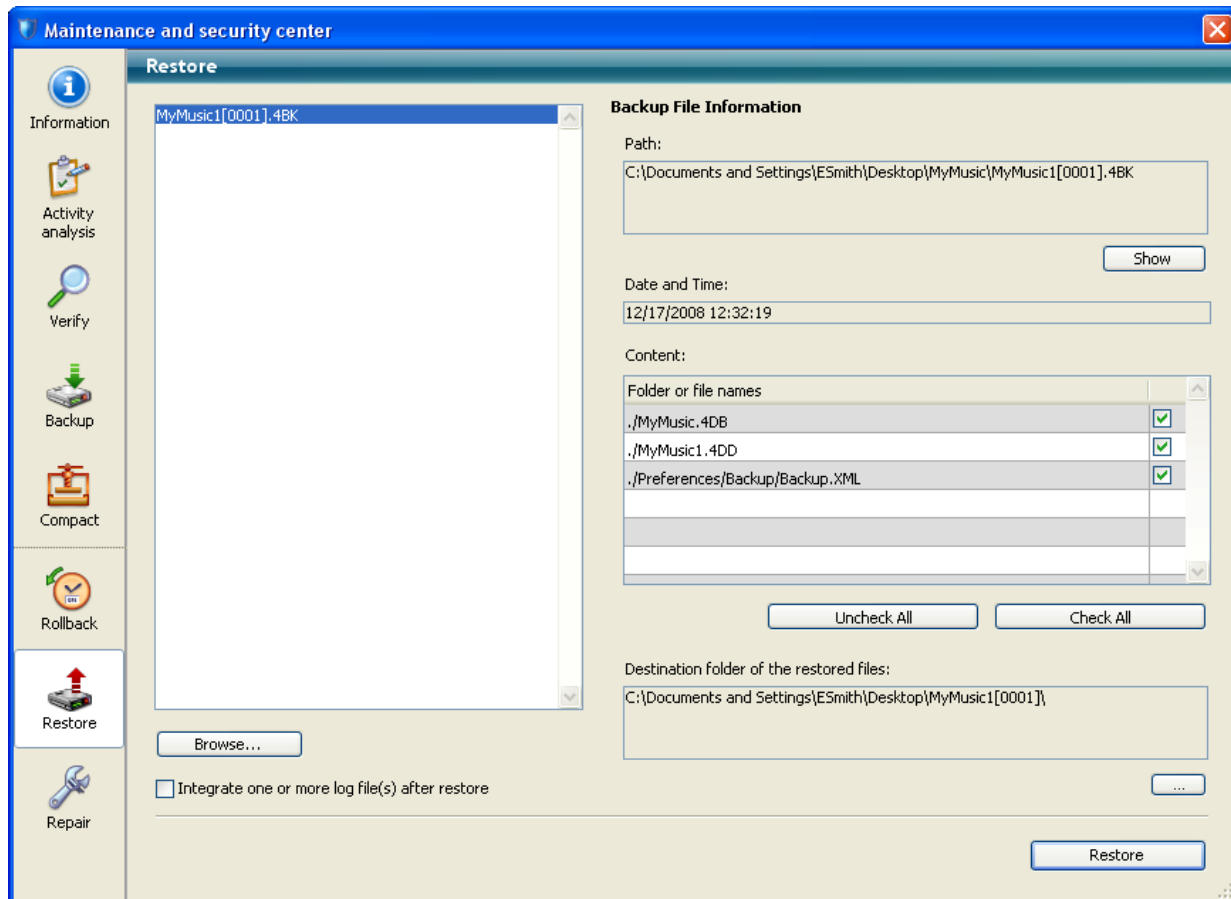 Maintenance and security center
Restore
Information
Activity
analysis
Verify
Backup
Compact
Rollback
Restore
Repair
MyMusic1[0001].4BK
Browse...
Integrate one or more log file(s) after restore
Backup File Information
Path:
C:\Documents and Settings\ESmith\Desktop\MyMusic\MyMusic1[0001].4BK
Show
Date and Time:
12/17/2008 12:32:19
Content:
Folder or file names
./MyMusic.4DB
./MyMusic1.4DD
./Preferences/Backup/Backup.XML
Uncheck All
Check All
Destination folder of the restored files:
C:\Documents and Settings\ESmith\Desktop\MyMusic1[0001]\
...
Restore